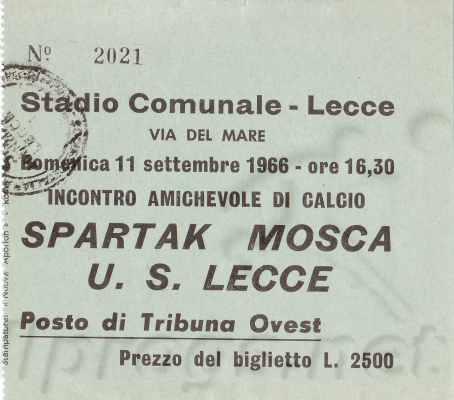 Nº 2021
Stadio Comunale - Lecce
VIA DEL MARE
Domenica 11 settembre 1966 - ore 16,30
INCONTRO AMICHEVOLE DI CALCIO
SPARTAK MOSCA
U. S. LECCE
Posto di Tribuna Ovest
Prezzo del biglietto L. 2500